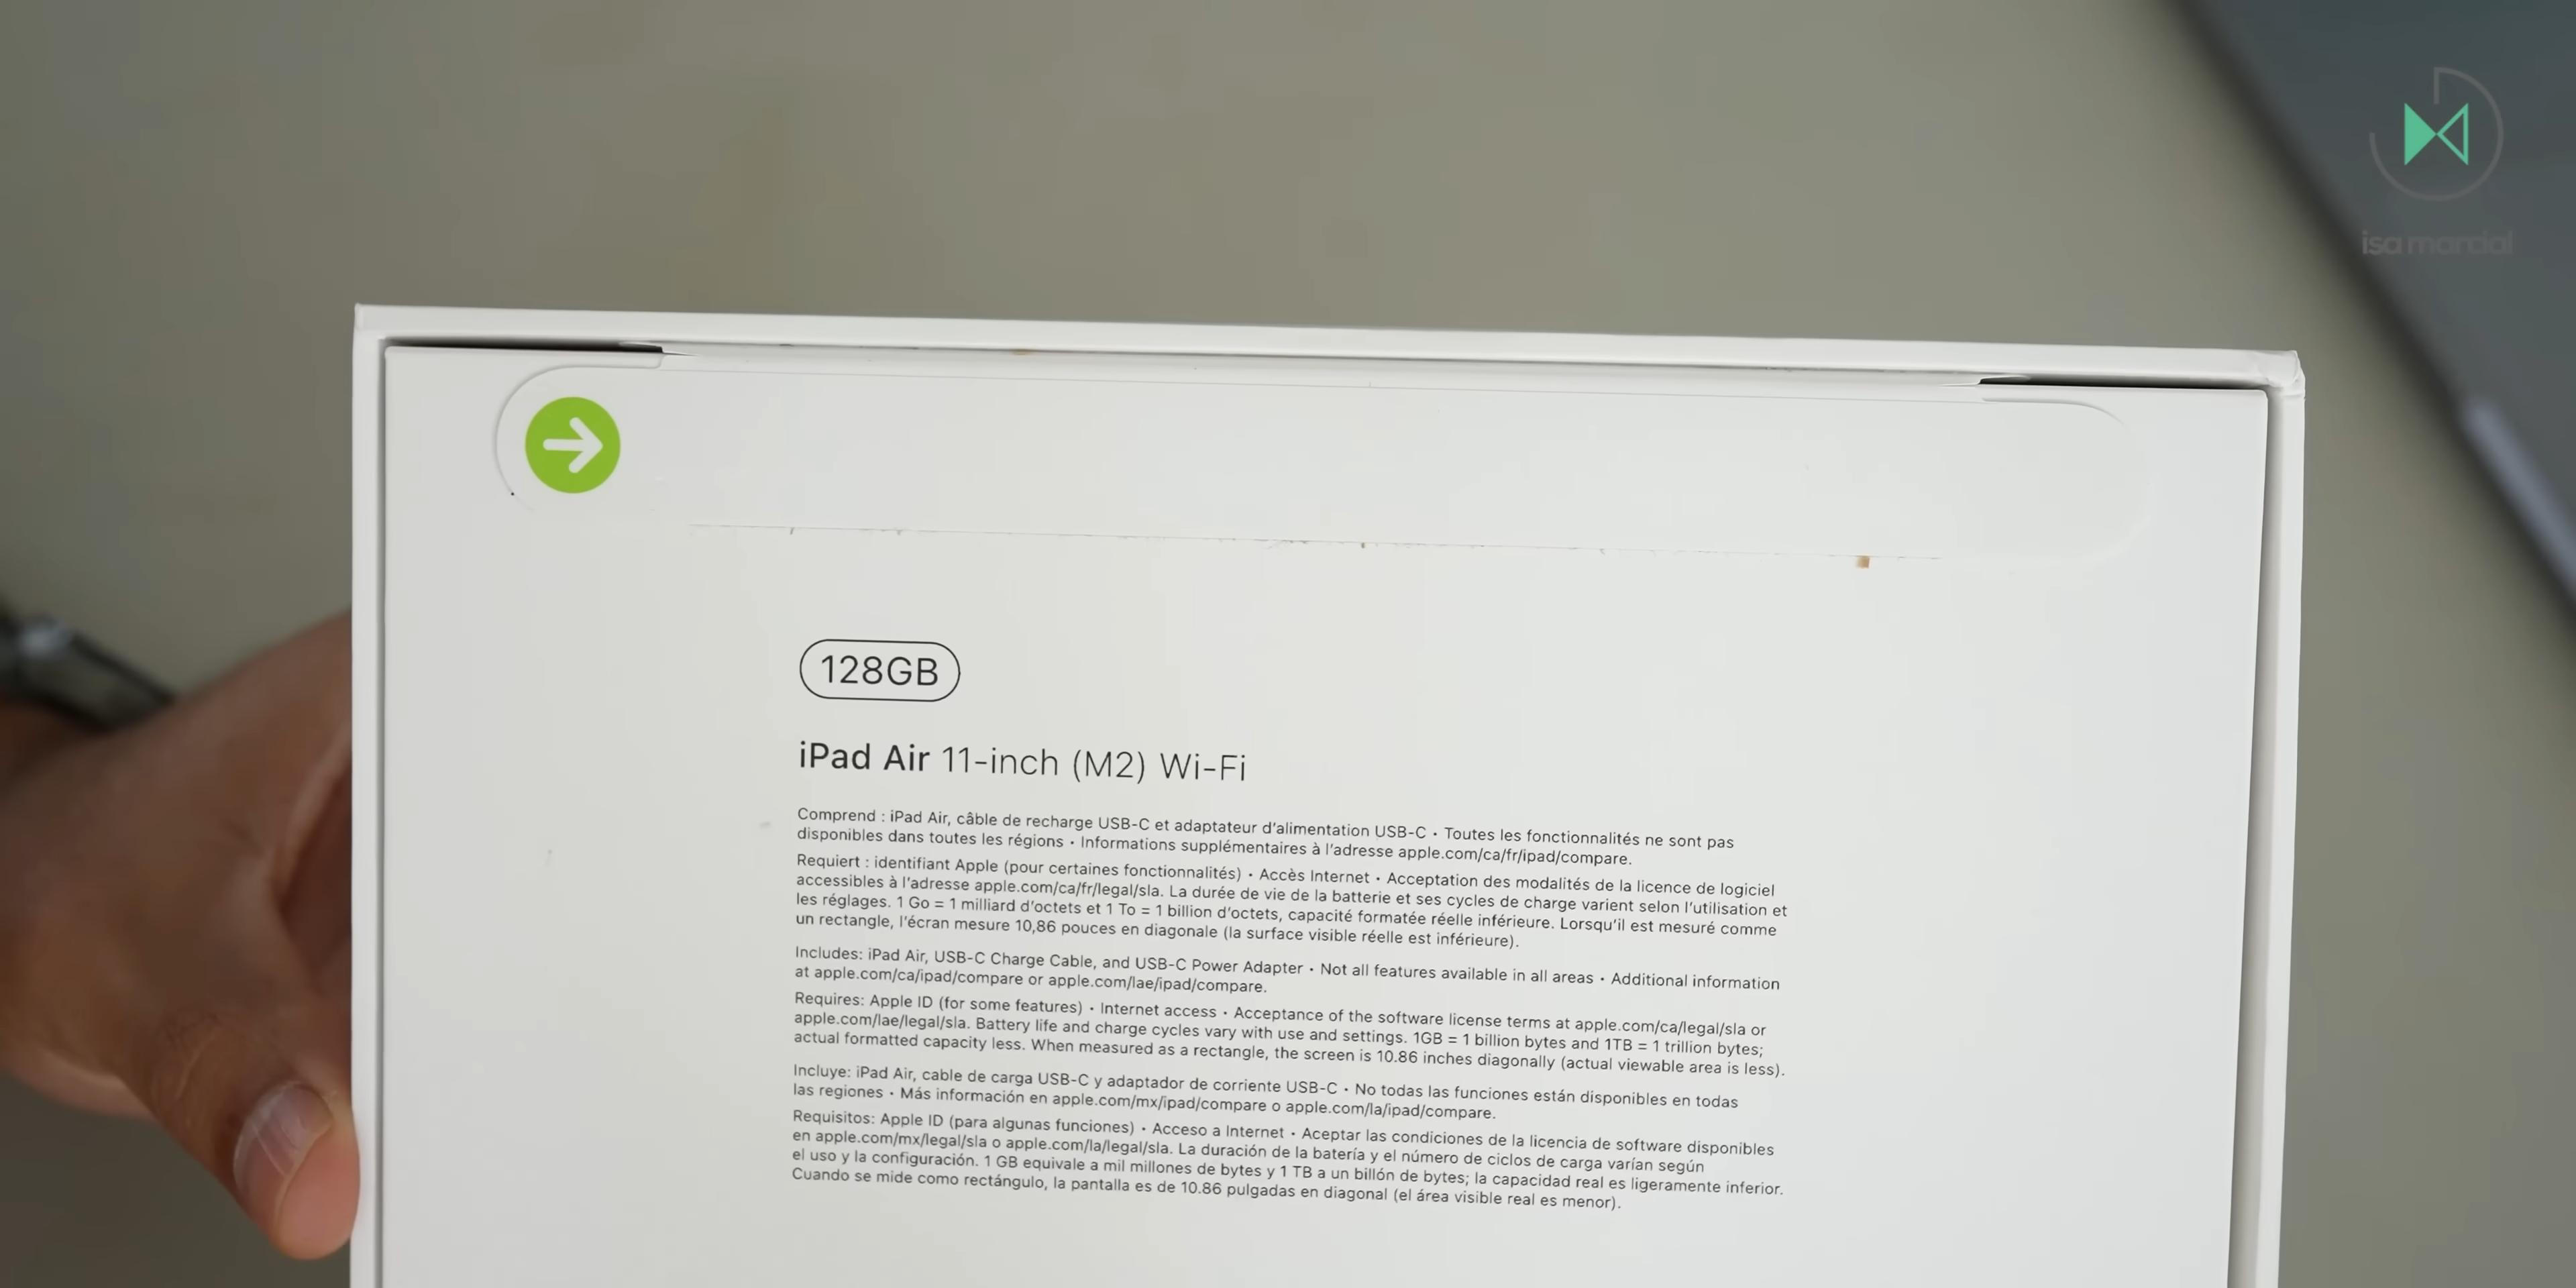 isa marcial
128GB
iPad Air 11-inch (M2) Wi-Fi
Comprend : iPad Air, câble de recharge USB-C et adaptateur d'alimentation USB-C • Toutes les fonctionnalités ne sont pas
disponibles dans toutes les régions • Informations supplémentaires à l'adresse apple.com/ca/fr/ipad/compare.
Requiert : identifiant Apple (pour certaines fonctionnalités) • Accès Internet • Acceptation des modalités de la licence de logiciel
accessibles à l'adresse apple.com/ca/fr/legal/sla. La durée de vie de la batterie et ses cycles de charge varient selon l'utilisation et
les réglages. 1 Go = 1 milliard d'octets et 1 To = 1 billion d'octets, capacité formatée réelle inférieure. Lorsqu'il est mesuré comme
un rectangle, l'écran mesure 10,86 pouces en diagonale (la surface visible réelle est inférieure).
Includes: iPad Air, USB-C Charge Cable, and USB-C Power Adapter • Not all features available in all areas • Additional information
at apple.com/ca/ipad/compare or apple.com/lae/ipad/compare.
Requires: Apple ID (for some features) • Internet access • Acceptance of the software license terms at apple.com/ca/legal/sla or
apple.com/lae/legal/sla. Battery life and charge cycles vary with use and settings. 1GB = 1 billion bytes and 1TB = 1 trillion bytes;
actual formatted capacity less. When measured as a rectangle, the screen is 10.86 inches diagonally (actual viewable area is less).
Incluye: iPad Air, cable de carga USB-C y adaptador de corriente USB-C • No todas las funciones están disponibles en todas
las regiones • Más información en apple.com/mx/ipad/compare o apple.com/la/ipad/compare.
Requisitos: Apple ID (para algunas funciones) • Acceso a Internet • Aceptar las condiciones de la licencia de software disponibles
en apple.com/mx/legal/sla o apple.com/la/legal/sla. La duración de la batería y el número de ciclos de carga varían según
el uso y la configuración. 1 GB equivale a mil millones de bytes y 1 TB a un billón de bytes; la capacidad real es ligeramente inferior.
Cuando se mide como rectángulo, la pantalla es de 10.86 pulgadas en diagonal (el área visible real es menor).